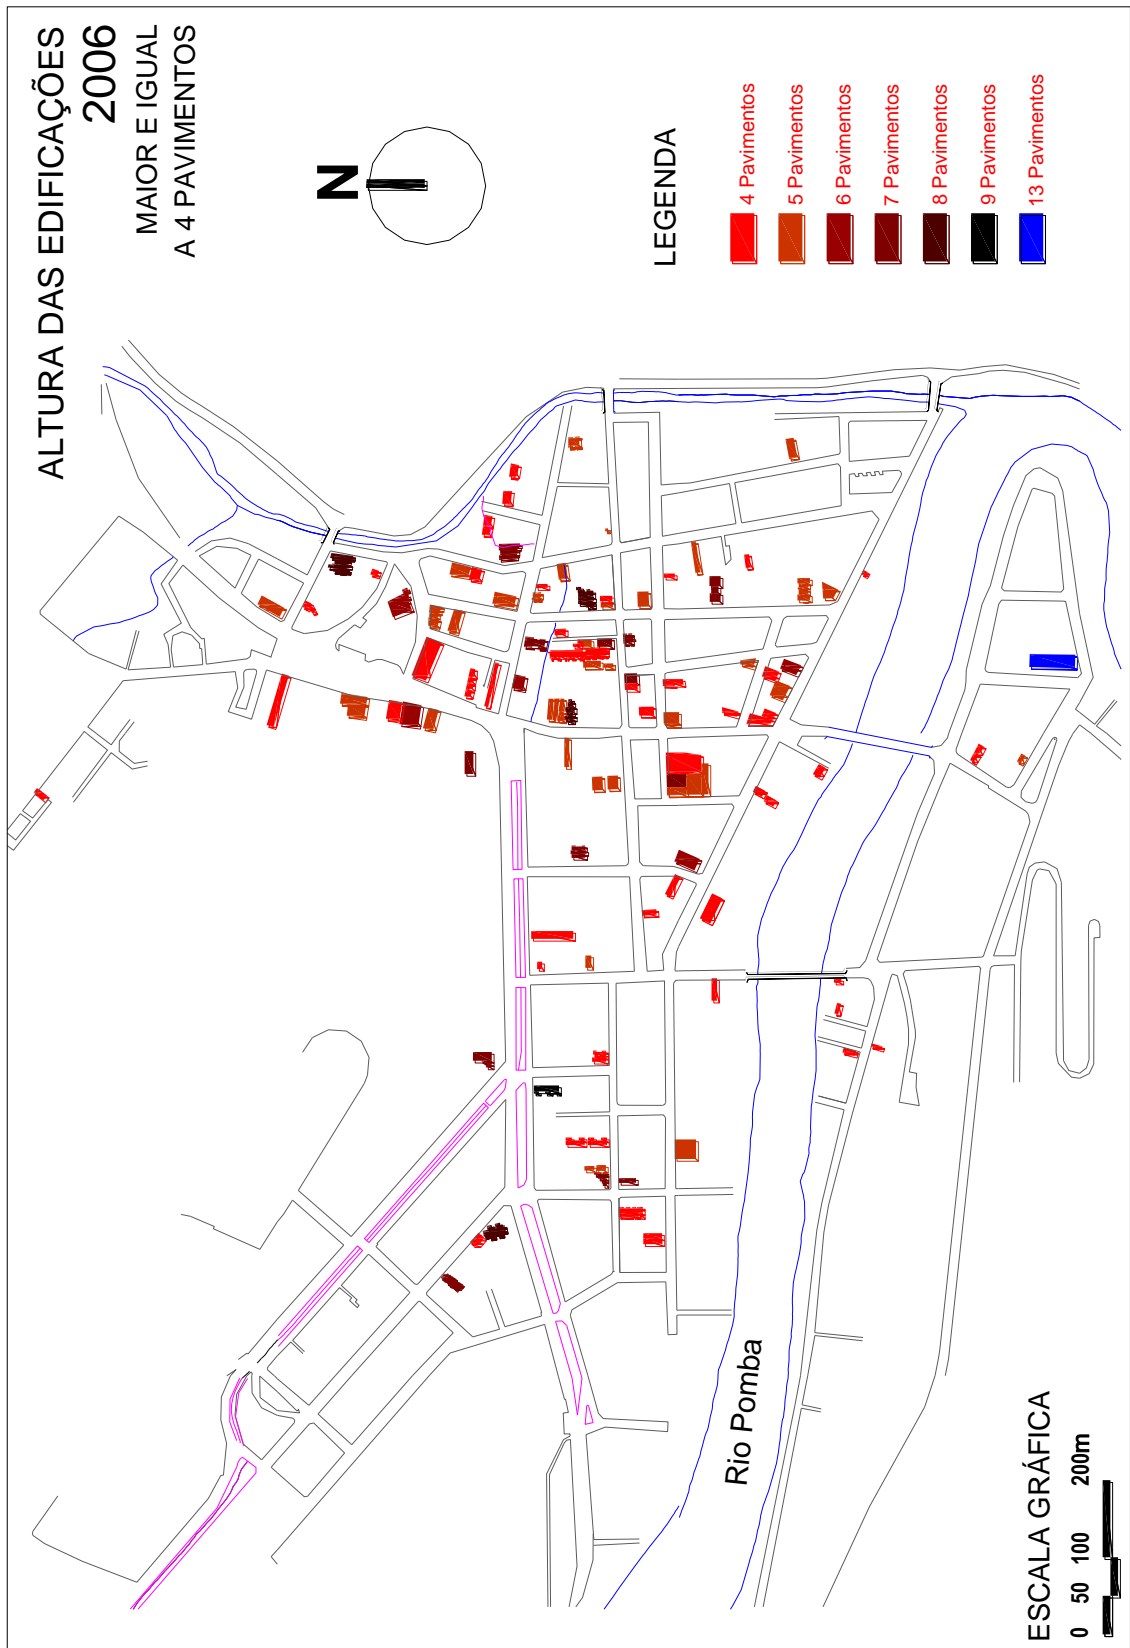 ALTURA DAS EDIFICAÇÕES
2006
MAIOR E IGUAL
A 4 PAVIMENTOS
N
LEGENDA
4 Pavimentos
5 Pavimentos
6 Pavimentos
7 Pavimentos
8 Pavimentos
9 Pavimentos
13 Pavimentos
Rio Pomba
ESCALA GRÁFICA
0 50 100 200m